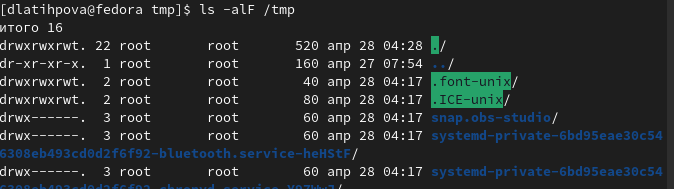 [dlatihpova@fedora tmp]$ ls -alF /tmp
итого 16
drwxrwxrwt. 22 root       root       520 апр 28 04:28 ./
dr-xr-xr-x.  1 root       root       160 апр 27 07:54 ../
drwxrwxrwt.  2 root       root        40 апр 28 04:17 .font-unix/
drwxrwxrwt.  2 root       root        80 апр 28 04:17 .ICE-unix/
drwx------.  3 root       root        60 апр 28 04:17 snap.obs-studio/
drwx------.  3 root       root        60 апр 28 04:17 systemd-private-6bd95eae30c54
6308eb493cd0d2f6f92-bluetooth.service-heHStF/
drwx------.  3 root       root        60 апр 28 04:17 systemd-private-6bd95eae30c54